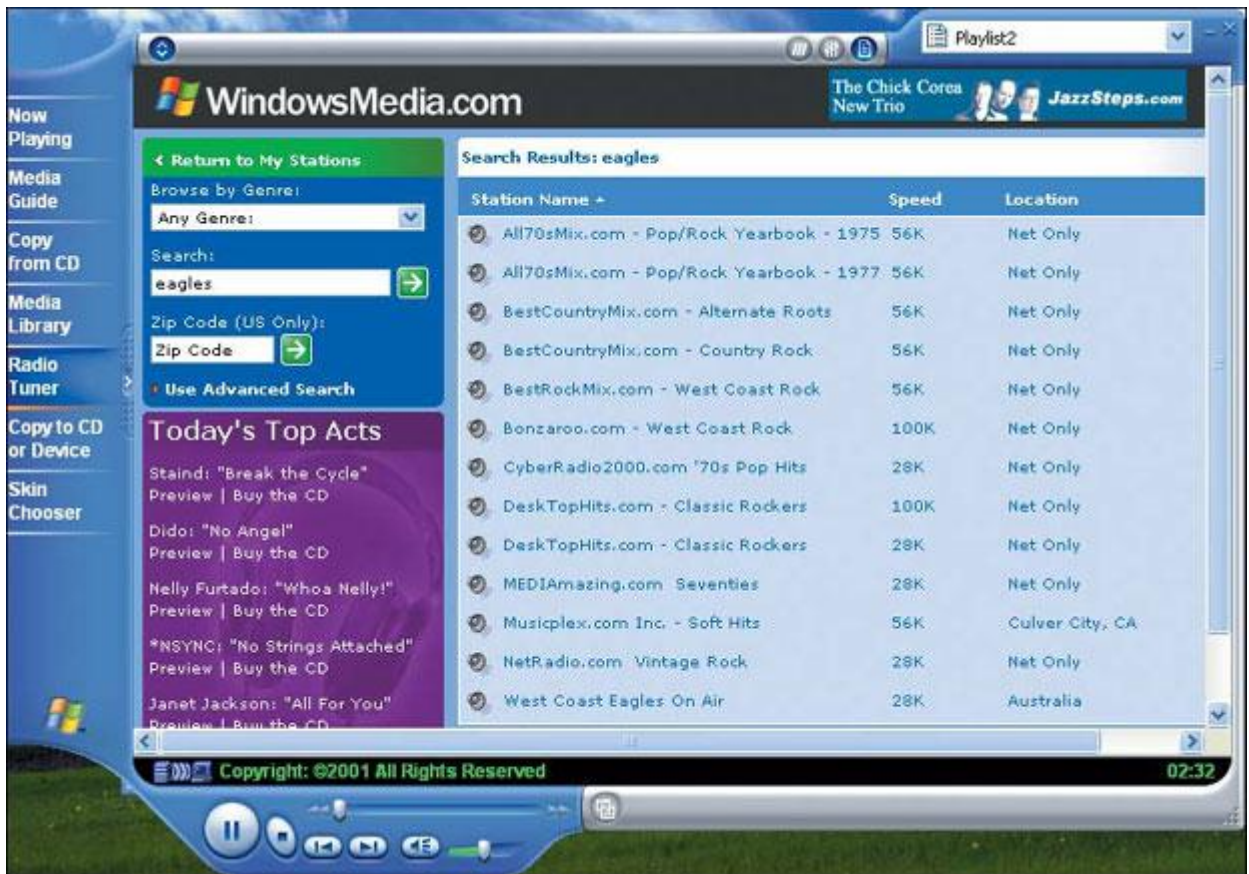 Playlist2
WindowsMedia.com
The Chick Corea
New Trio
JazzSteps.com
Now
Playing
Media
Guide
Copy
from CD
Media
Library
Radio
Tuner
Copy to CD
or Device
Skin
Chooser
< Return to My Stations
Browse by Genre:
Any Genre:
Search:
eagles
Zip Code (US Only):
Zip Code
Use Advanced Search
Today's Top Acts
Staind: "Break the Cycle"
Preview | Buy the CD
Dido: "No Angel"
Preview | Buy the CD
Nelly Furtado: "Whoa Nelly!"
Preview | Buy the CD
*NSYNC: "No Strings Attached"
Preview | Buy the CD
Janet Jackson: "All For You"
Preview | Buy the CD
Search Results: eagles
Station Name Speed Location
All70sMix.com - Pop/Rock Yearbook - 1975 56K Net Only
All70sMix.com - Pop/Rock Yearbook - 1977 56K Net Only
BestCountryMix.com - Alternate Roots 56K Net Only
BestCountryMix.com - Country Rock 56K Net Only
BestRockMix.com - West Coast Rock 56K Net Only
Bonzaroo.com - West Coast Rock 100K Net Only
CyberRadio2000.com '70s Pop Hits 28K Net Only
DeskTopHits.com - Classic Rockers 100K Net Only
DeskTopHits.com - Classic Rockers 28K Net Only
MEDIAmazing.com Seventies 28K Net Only
Musicplex.com Inc. - Soft Hits 56K Culver City, CA
NetRadio.com Vintage Rock 28K Net Only
West Coast Eagles On Air 28K Australia
Copyright: ©2001 All Rights Reserved
02:32